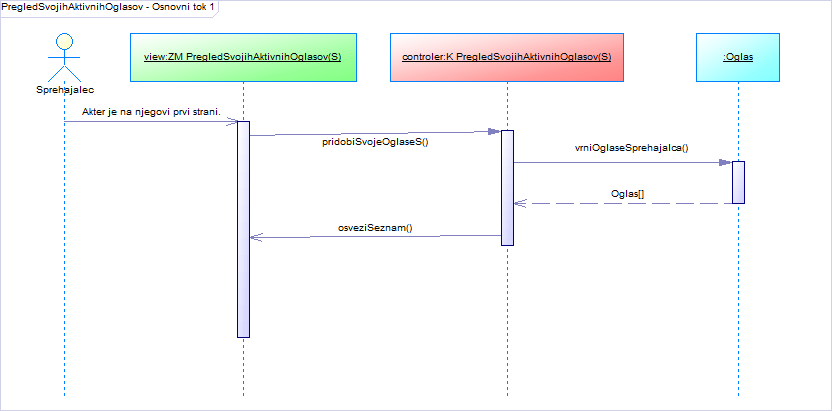 PregledSvojihAktivnihOglasov - Osnovni tok 1
view:ZM PregledSvojihAktivnihOglasov(S)
controler:K PregledSvojihAktivnihOglasov(S)
:Oglas
Sprehajalec
Akter je na njegovi prvi strani.
pridobiSvojeOglaseS()
vrniOglaseSprehajalca()
Oglas[]
osveziSeznam()